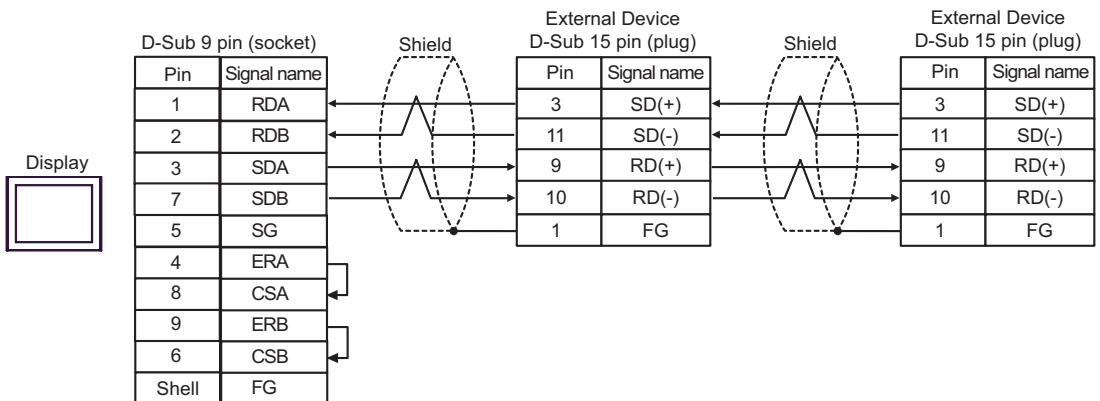 Display
D-Sub 9 pin (socket)
Pin Signal name
1 RDA
2 RDB
3 SDA
7 SDB
5 SG
4 ERA
8 CSA
9 ERB
6 CSB
Shell FG
Shield
External Device
D-Sub 15 pin (plug)
Pin Signal name
3 SD(+)
11 SD(-)
9 RD(+)
10 RD(-)
1 FG
Shield
External Device
D-Sub 15 pin (plug)
Pin Signal name
3 SD(+)
11 SD(-)
9 RD(+)
10 RD(-)
1 FG